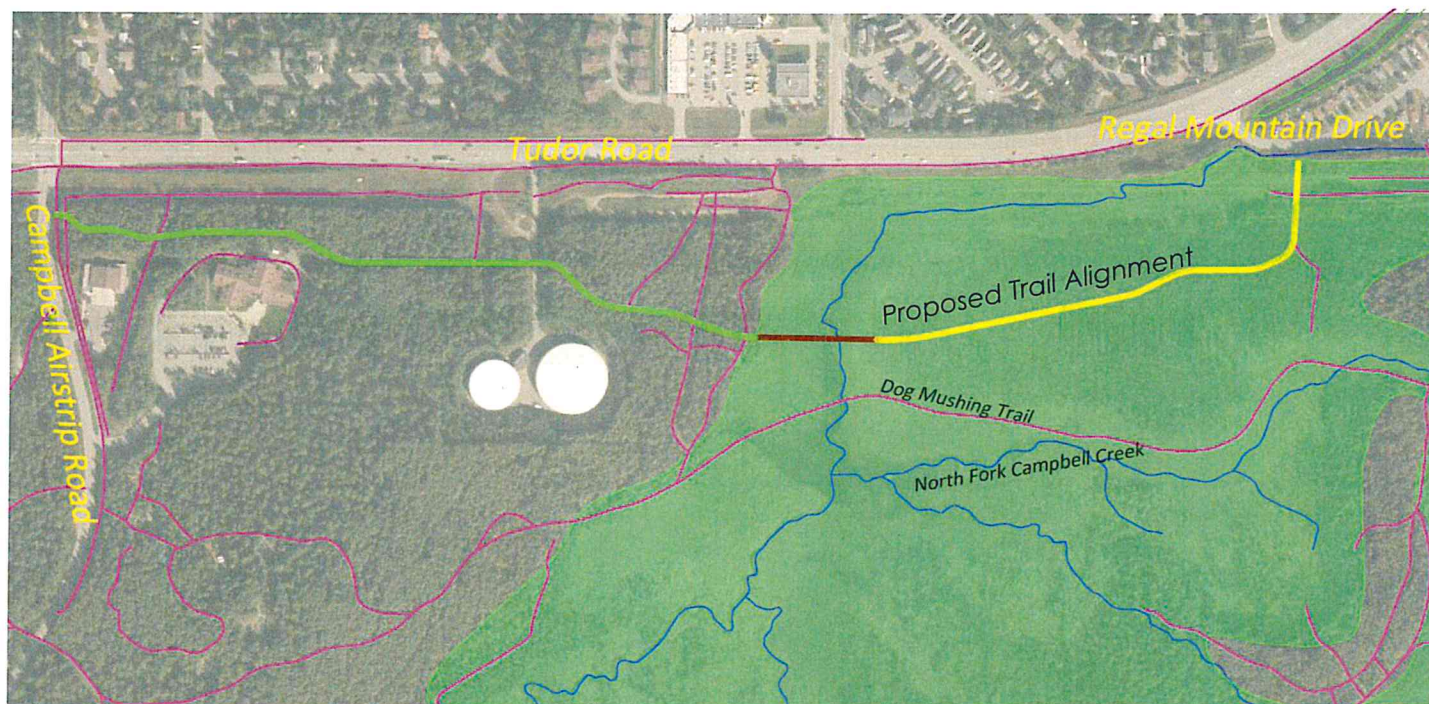 Regal Mountain Drive
Tudor Road
Campbell Airstrip Road
Proposed Trail Alignment
Dog Mushing Trail
North Fork Campbell Creek